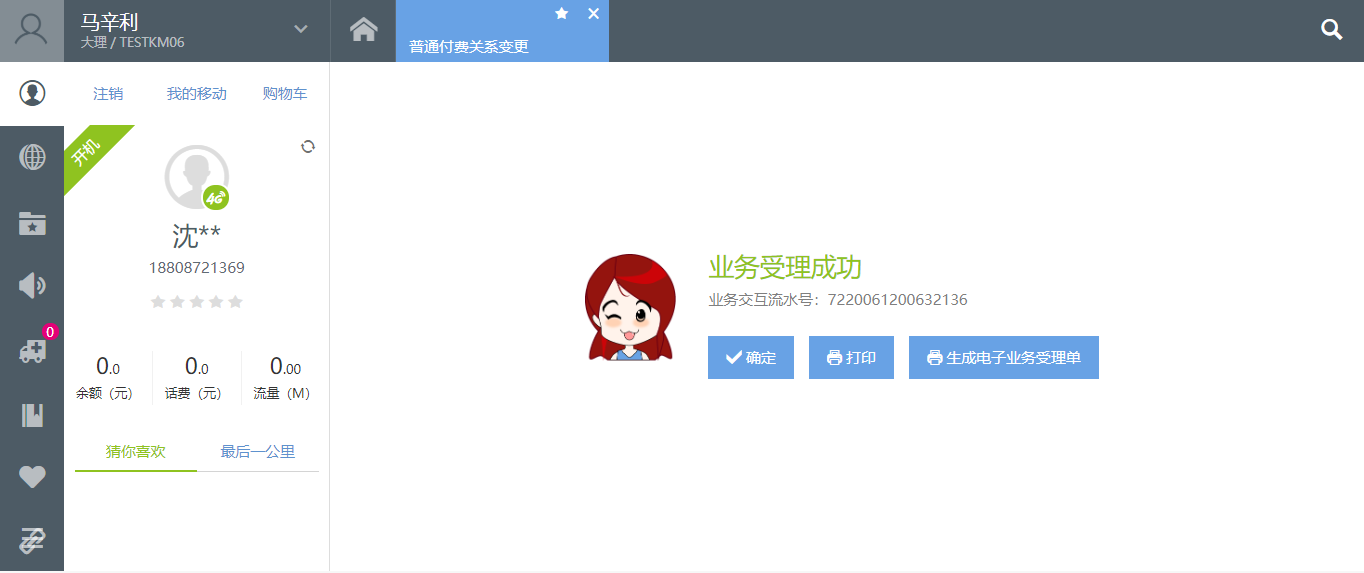 马辛利
大理 / TESTKM06
普通付费关系变更
注销 我的移动 购物车
开机
4G
沈**
18808721369
0
0.0 0.0 0.00
余额（元） 话费（元） 流量（M）
猜你喜欢 最后一公里
业务受理成功
业务交互流水号：7220061200632136
确定 打印 生成电子业务受理单